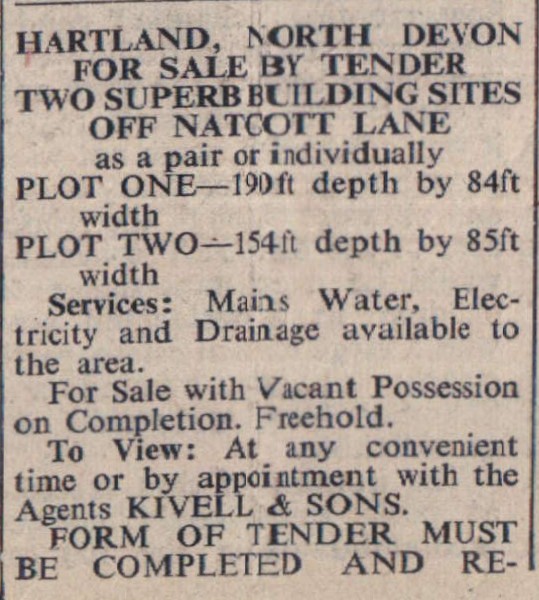 HARTLAND, NORTH DEVON
FOR SALE BY TENDER
TWO SUPERB BUILDING SITES
OFF NATCOTT LANE
as a pair or individually
PLOT ONE—190ft depth by 84ft
width
PLOT TWO—154ft depth by 85ft
width
Services: Mains Water, Elec-
tricity and Drainage available to
the area.
For Sale with Vacant Possession
on Completion. Freehold.
To View: At any convenient
time or by appointment with the
Agents KIVELL & SONS.
FORM OF TENDER MUST
BE COMPLETED AND RE-